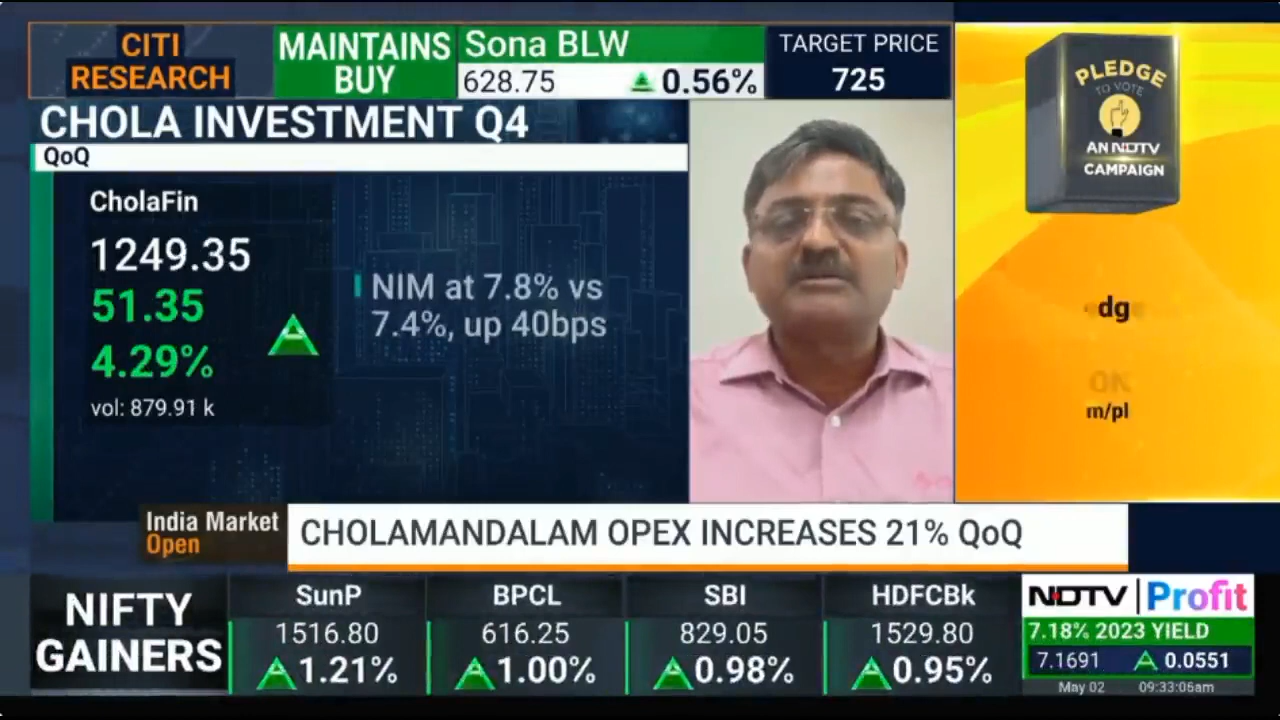 CITI
RESEARCH
MAINTAINS
BUY
Sona BLW
628.75 0.56%
TARGET PRICE
725
CHOLA INVESTMENT Q4
QoQ
CholaFin
1249.35
51.35
4.29%
vol: 879.91 k
NIM at 7.8% vs
7.4%, up 40bps
PLEDGE
TO VOTE
AN NDTV
CAMPAIGN
dg
OK
m/pl
India Market
Open
CHOLAMANDALAM OPEX INCREASES 21% QoQ
NIFTY
GAINERS
SunP
1516.80
1.21%
BPCL
616.25
1.00%
SBI
829.05
0.98%
HDFCBk
1529.80
0.95%
NDTV | Profit
7.18% 2023 YIELD
7.1691 0.0551
May 02 09:33:06am